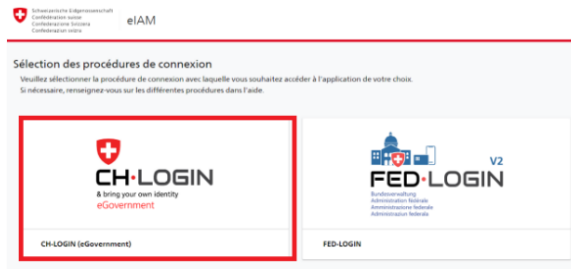 Schweizerische Eidgenossenschaft
Confédération suisse
Confederazione Svizzera
Confederaziun svizra
eIAM
Sélection des procédures de connexion
Veuillez sélectionner la procédure de connexion avec laquelle vous souhaitez accéder à l'application de votre choix.
Si nécessaire, renseignez-vous sur les différentes procédures dans l'aide.
CH·LOGIN
& bring your own identity
eGovernment
CH-LOGIN (eGovernment)
V2
FED·LOGIN
Bundesverwaltung
Administration fédérale
Amministrazione federale
Administraziun federala
FED-LOGIN